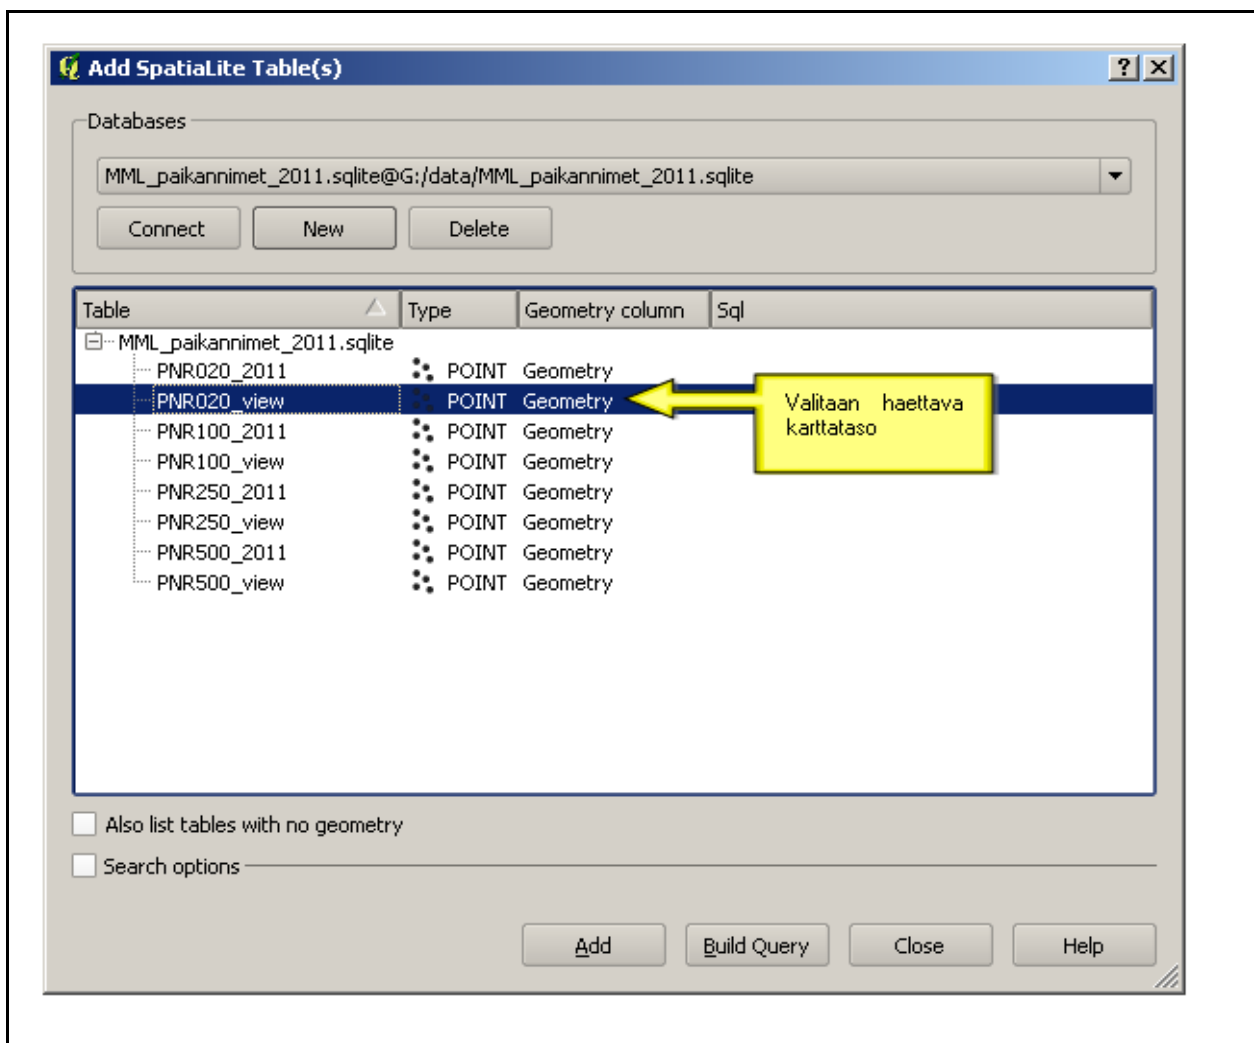 Add SpatiaLite Table(s)
Databases
MML_paikannimet_2011.sqlite@G:/data/MML_paikannimet_2011.sqlite
Connect New Delete
Table Type Geometry column Sql
MML_paikannimet_2011.sqlite
PNR020_2011 POINT Geometry
PNR020_view POINT Geometry
Valitaan haettava
karttataso
PNR100_2011 POINT Geometry
PNR100_view POINT Geometry
PNR250_2011 POINT Geometry
PNR250_view POINT Geometry
PNR500_2011 POINT Geometry
PNR500_view POINT Geometry
Also list tables with no geometry
Search options
Add Build Query Close Help